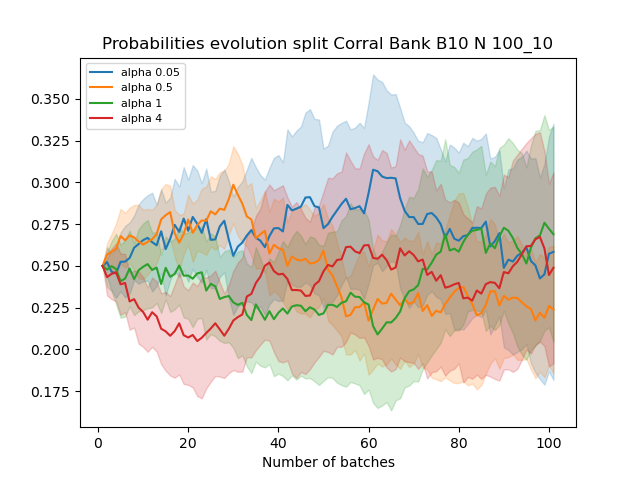 Probabilities evolution split Corral Bank B10 N 100_10
alpha 0.05
alpha 0.5
alpha 1
alpha 4
0.350
0.325
0.300
0.275
0.250
0.225
0.200
0.175
0 20 40 60 80 100
Number of batches